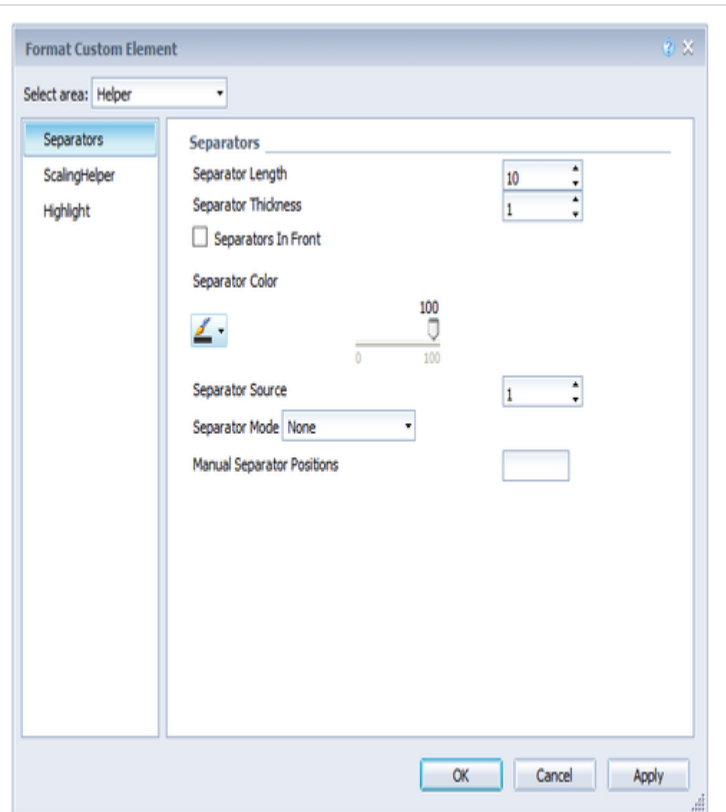 Format Custom Element
Select area: Helper
Separators
ScalingHelper
Highlight
Separators
Separator Length 10
Separator Thickness 1
Separators In Front
Separator Color
100
0 100
Separator Source 1
Separator Mode None
Manual Separator Positions
OK Cancel Apply